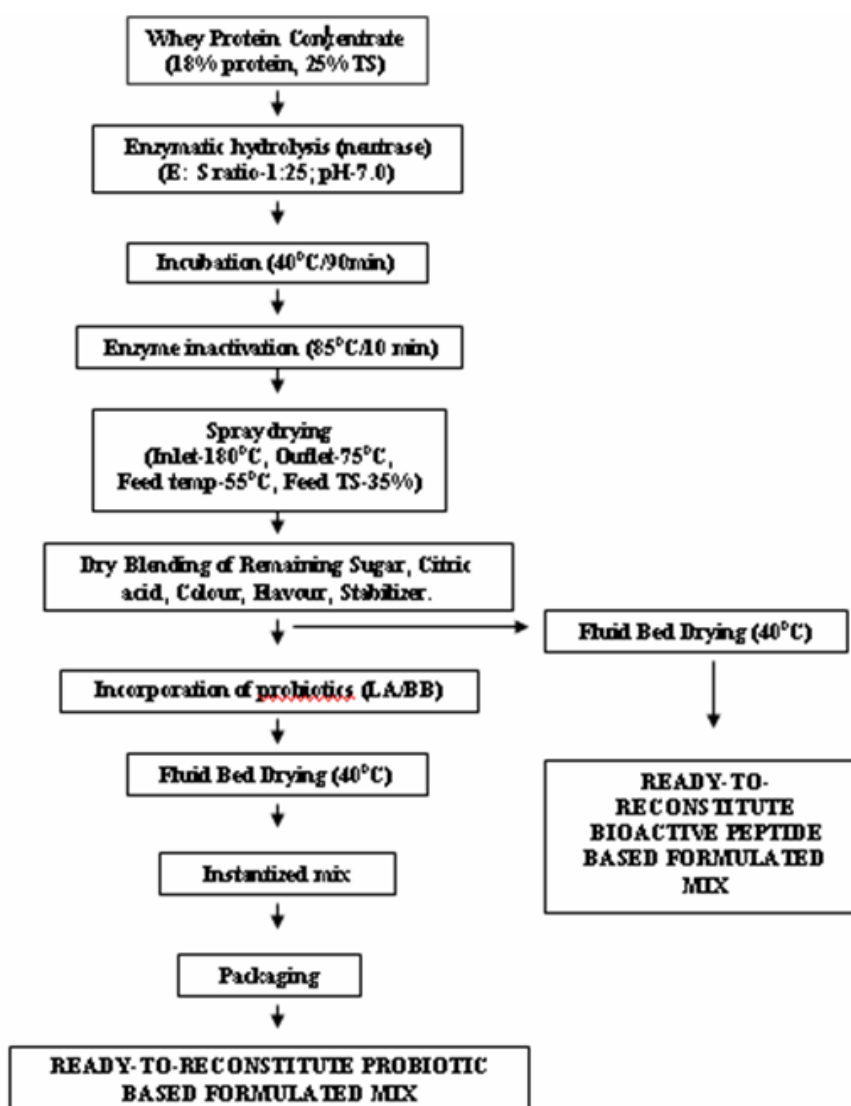 Whey Protein Concentrate
(18% protein, 25% TS)
Enzymatic hydrolysis (neutrase)
(E: S ratio-1:25; pH-7.0)
Incubation (40°C/90min)
Enzyme inactivation (85°C/10 min)
Spray drying
(Inlet-180°C, Outlet-75°C,
Feed temp-55°C, Feed TS-35%)
Dry Blending of Remaining Sugar, Citric
acid, Colour, Flavour, Stabilizer.
Fluid Bed Drying (40°C)
Incorporation of probiotics (LA/BB)
Fluid Bed Drying (40°C)
READY-TO-
RECONSTITUTE
BIOACTIVE PEPTIDE
BASED FORMULATED
MIX
Instantized mix
Packaging
READY-TO-RECONSTITUTE PROBIOTIC
BASED FORMULATED MIX